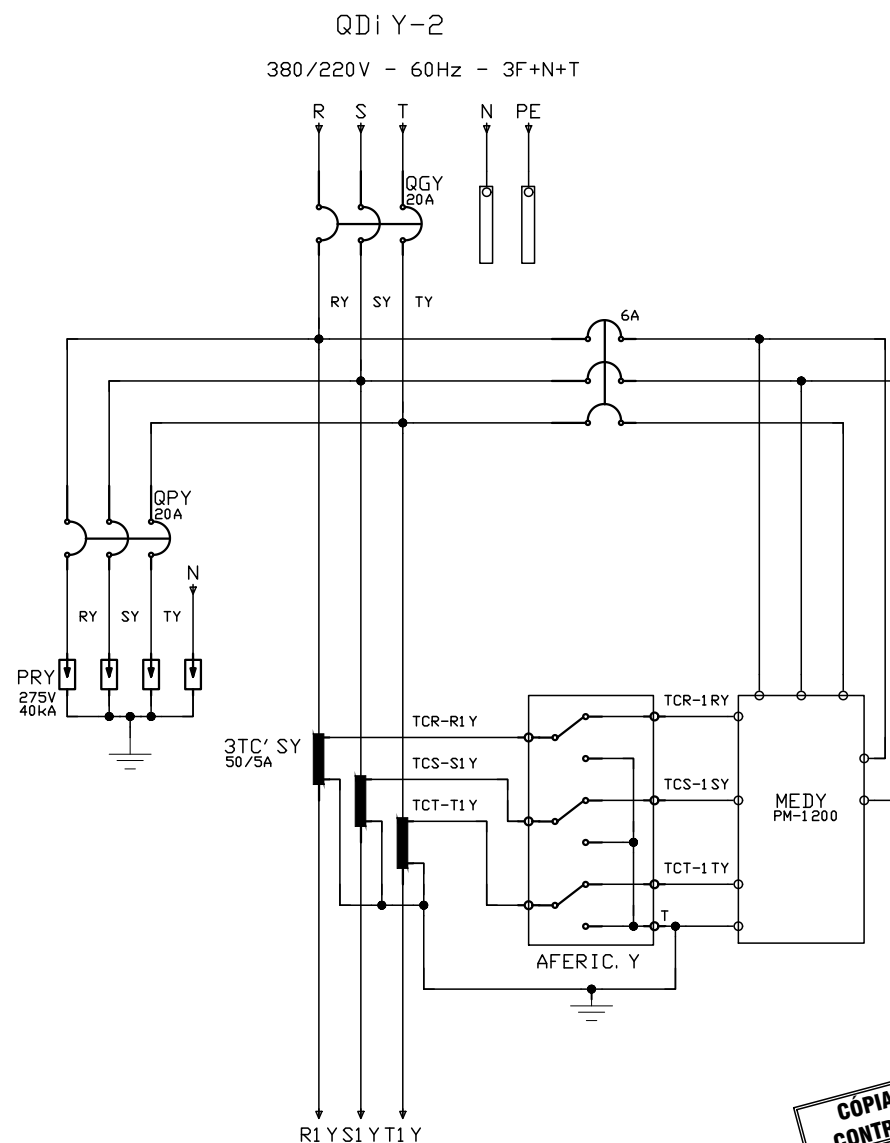 QDiY-2
380/220V - 60Hz - 3F+N+T
R S T N PE
QGY
20A
RY SY TY
6A
QPY
20A
N
RY SY TY
PRY
275V
40kA
TCR-R1Y
TCR-1RY
3TC'SY
50/5A
TCS-S1Y
TCS-1SY
MEDY
PM-1200
TCT-T1Y
TCT-1TY
T
AFERIC. Y
R1Y S1Y T1Y
CÓPIA
CONTR